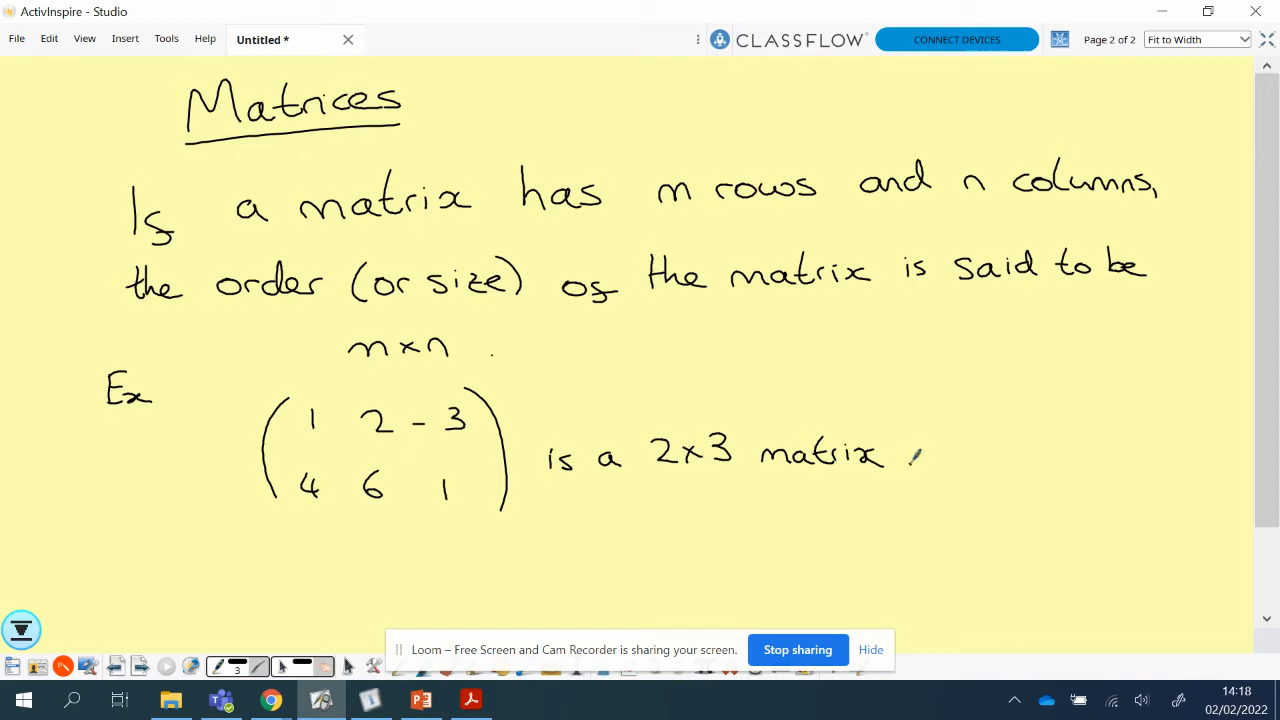 ActivInspire - Studio
File Edit View Insert Tools Help Untitled * CLASSFLOW CONNECT DEVICES Page 2 of 2 Fit to Width
Matrices
If a matrix has m rows and n columns,
the order (or size) of the matrix is said to be
m×n .
Ex
( 1 2 -3 )
( 4 6 1 )
is a 2×3 matrix
Loom – Free Screen and Cam Recorder is sharing your screen. Stop sharing Hide
3
14:18
02/02/2022